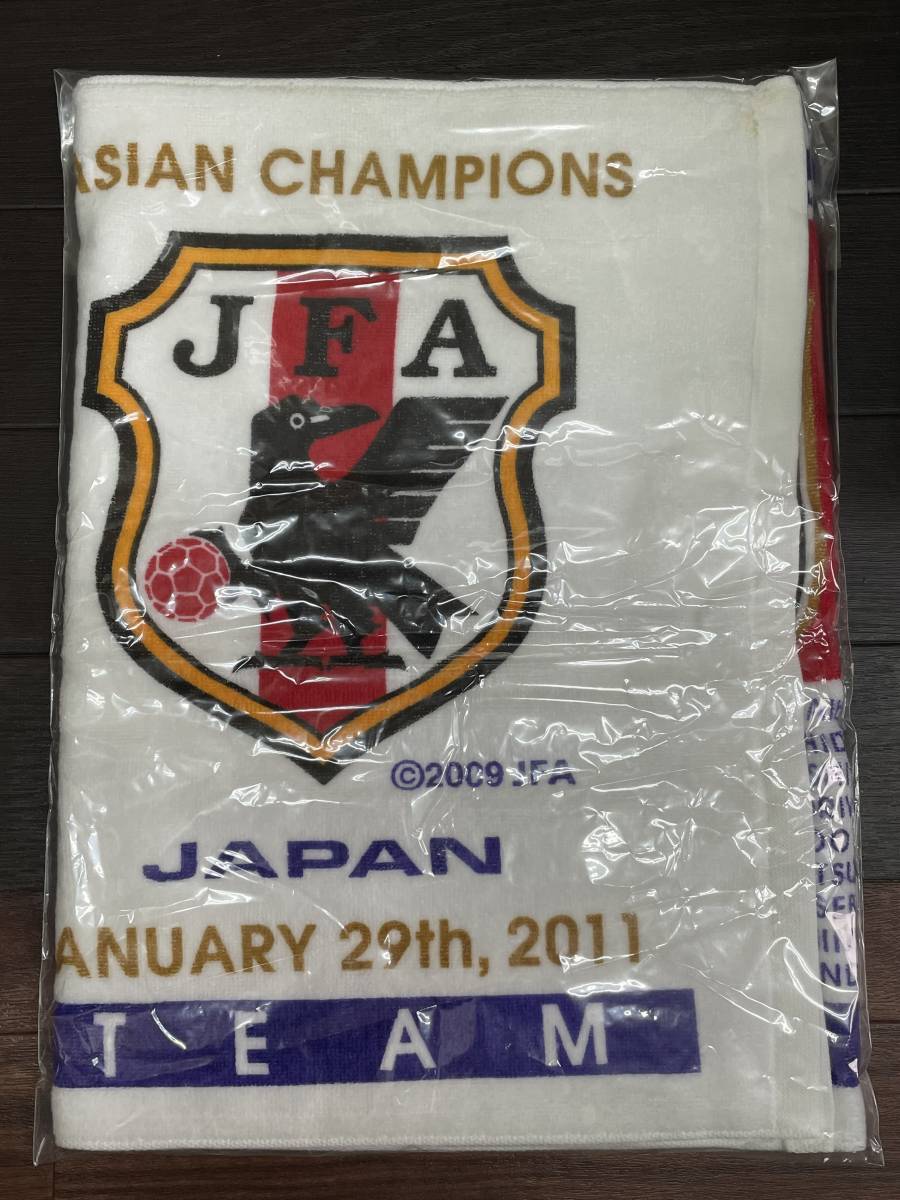 ASIAN CHAMPIONS
JFA
©2009 JFA
JAPAN
ANUARY 29th, 2011
TEAM